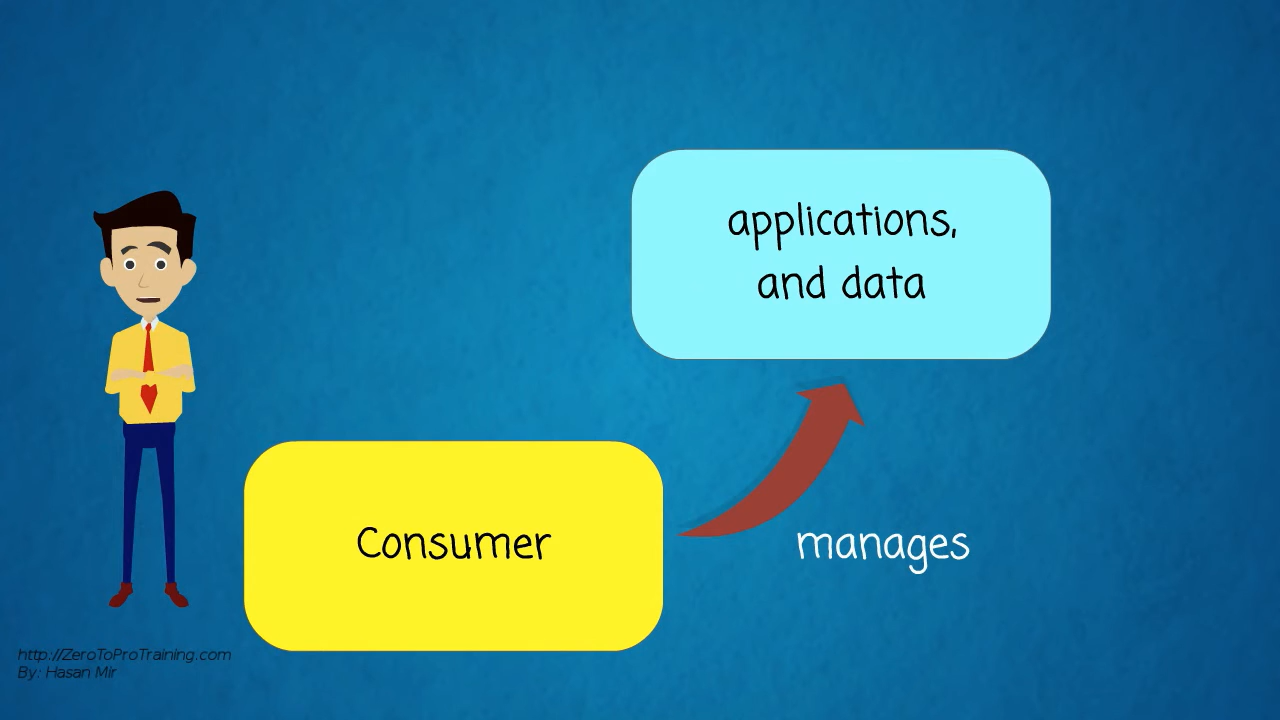 applications,
and data
Consumer
manages
http://ZeroToProTraining.com
By: Hasan Mir